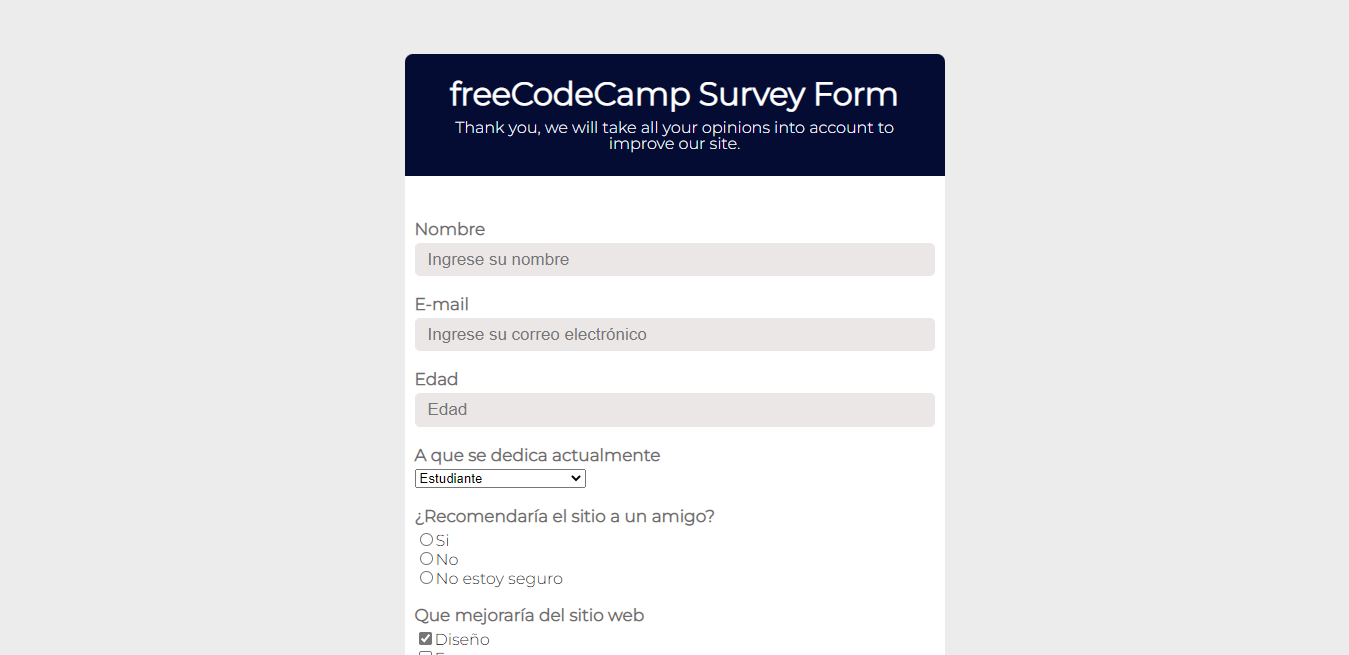 freeCodeCamp Survey Form
Thank you, we will take all your opinions into account to
improve our site.
Nombre
Ingrese su nombre
E-mail
Ingrese su correo electrónico
Edad
Edad
A que se dedica actualmente
Estudiante
¿Recomendaría el sitio a un amigo?
Si
No
No estoy seguro
Que mejoraría del sitio web
Diseño